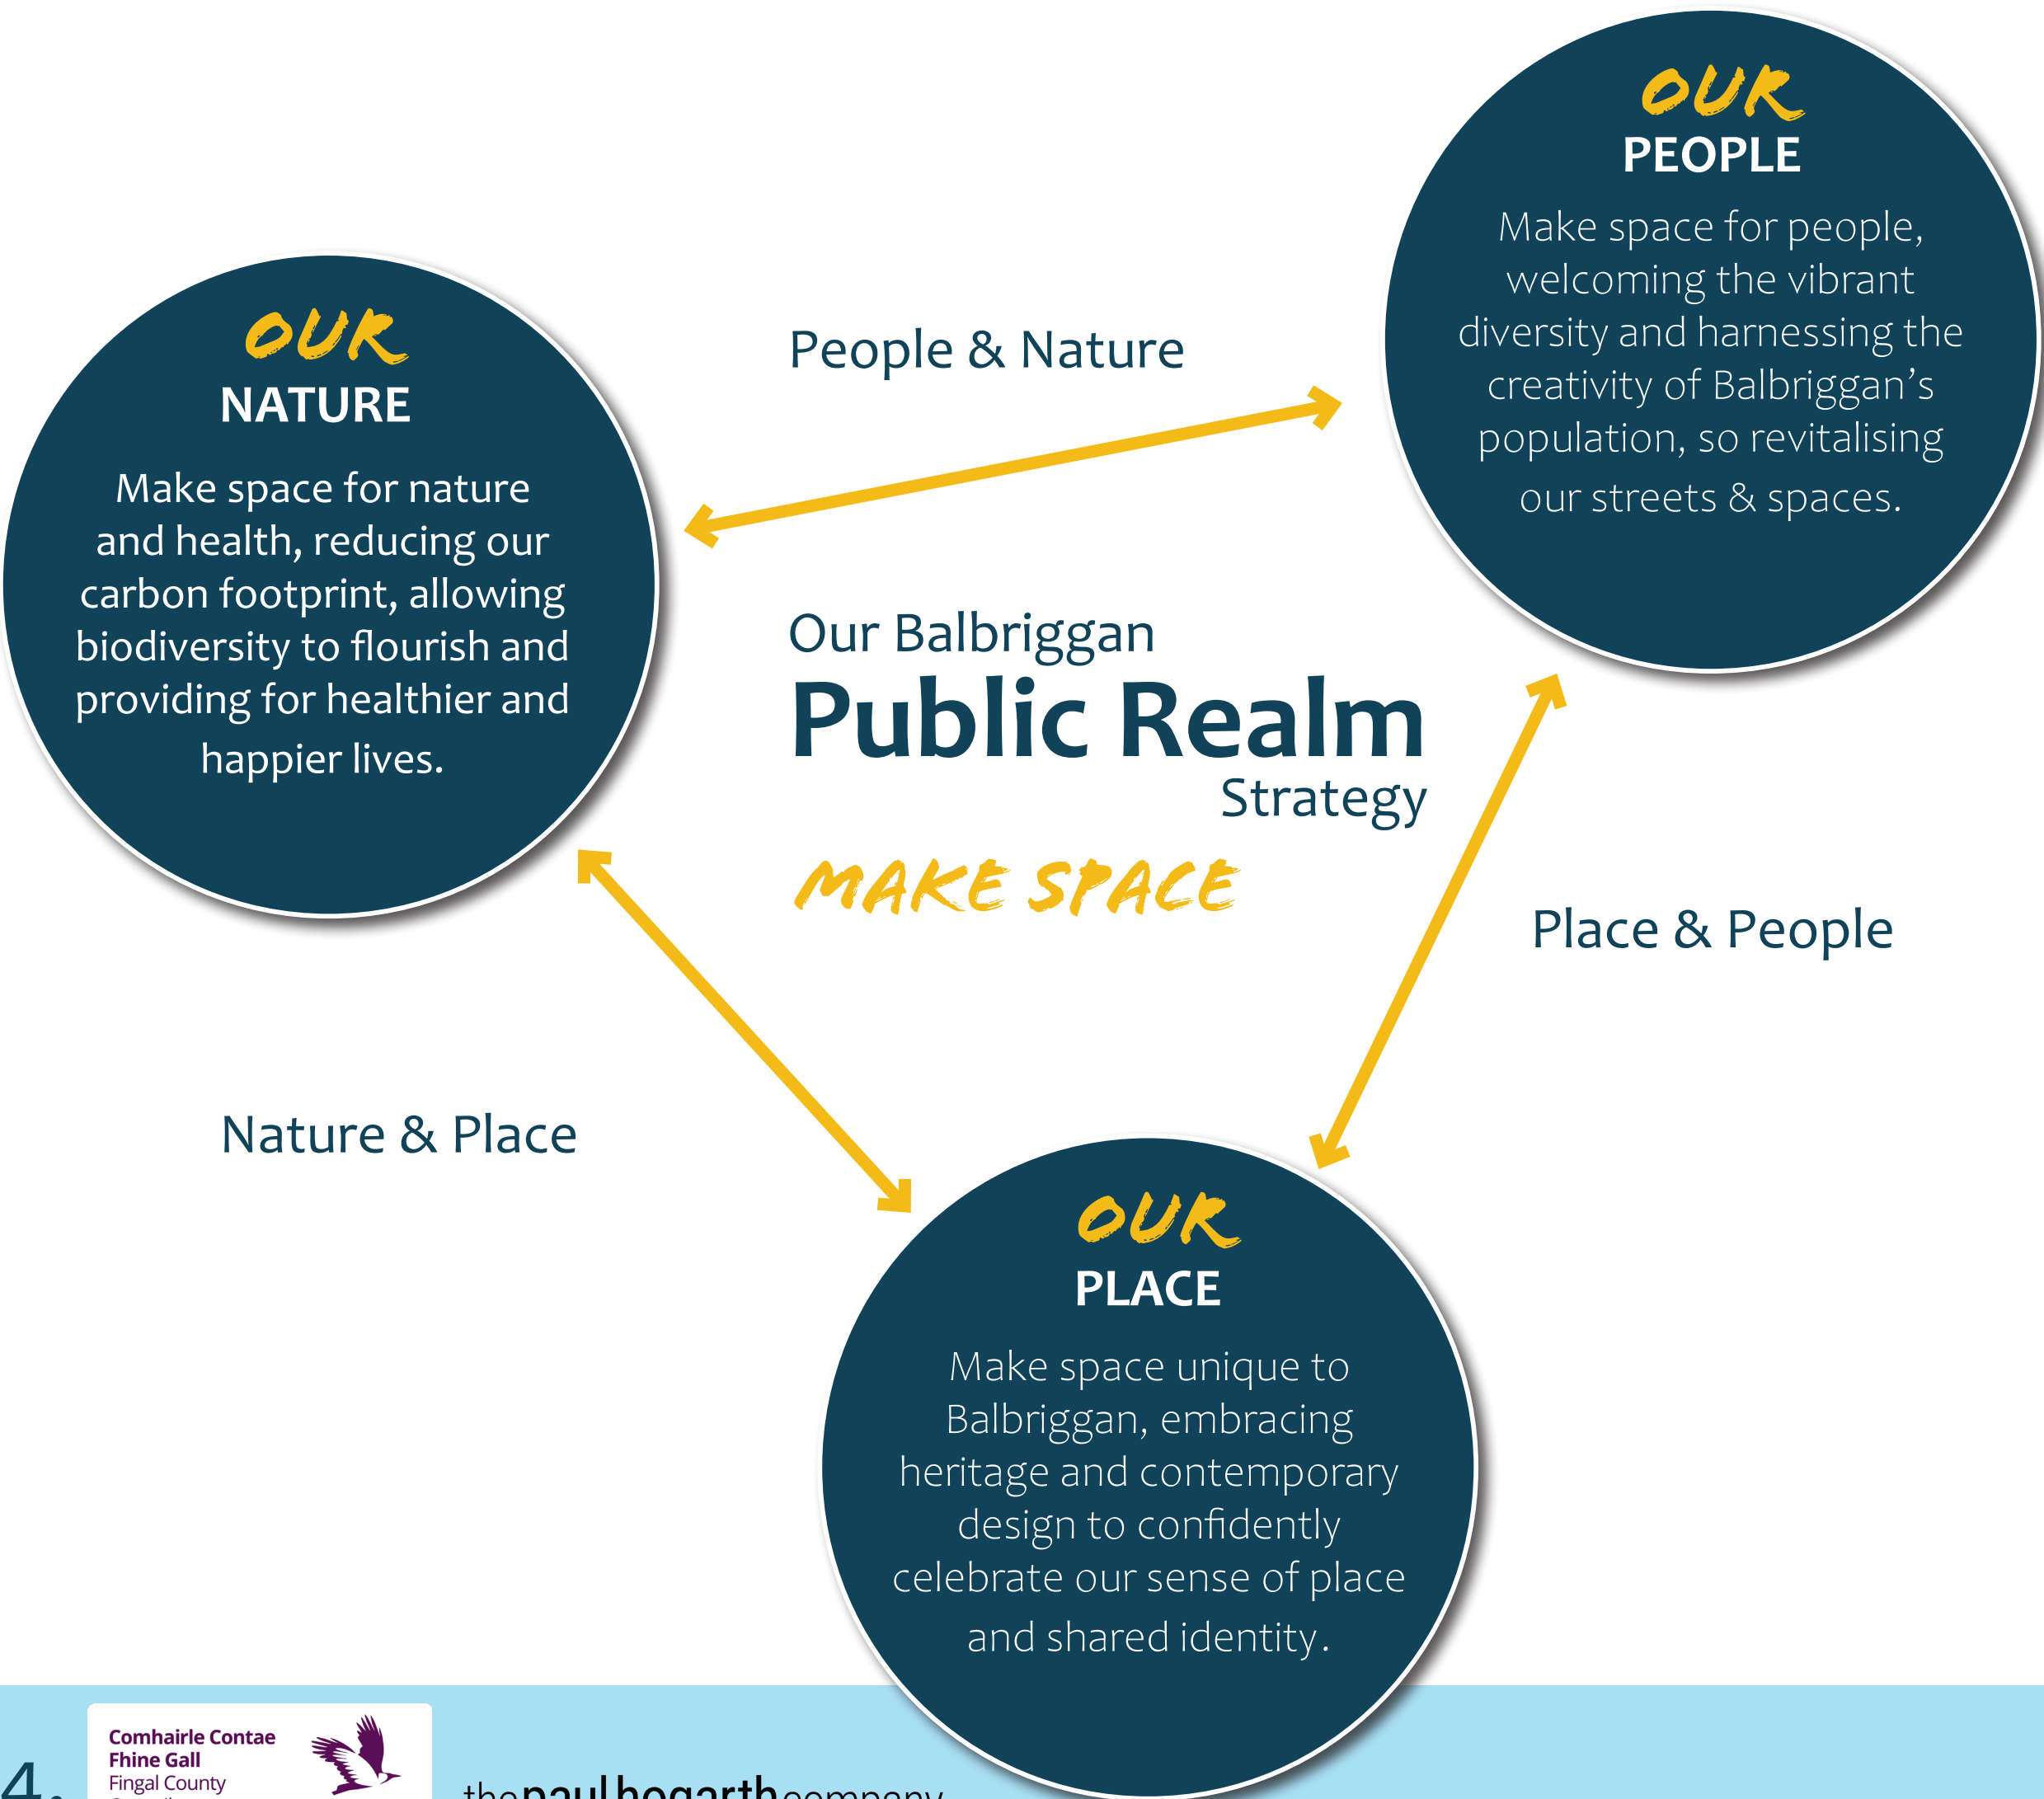 OUR
PEOPLE
Make space for people,
welcoming the vibrant
diversity and harnessing the
creativity of Balbriggan’s
population, so revitalising
our streets & spaces.
OUR
NATURE
Make space for nature
and health, reducing our
carbon footprint, allowing
biodiversity to flourish and
providing for healthier and
happier lives.
People & Nature
Our Balbriggan
Public Realm
Strategy
MAKE SPACE
Place & People
Nature & Place
OUR
PLACE
Make space unique to
Balbriggan, embracing
heritage and contemporary
design to confidently
celebrate our sense of place
and shared identity.
4.
Comhairle Contae
Fhine Gall
Fingal County
thepaulhogarthcompany